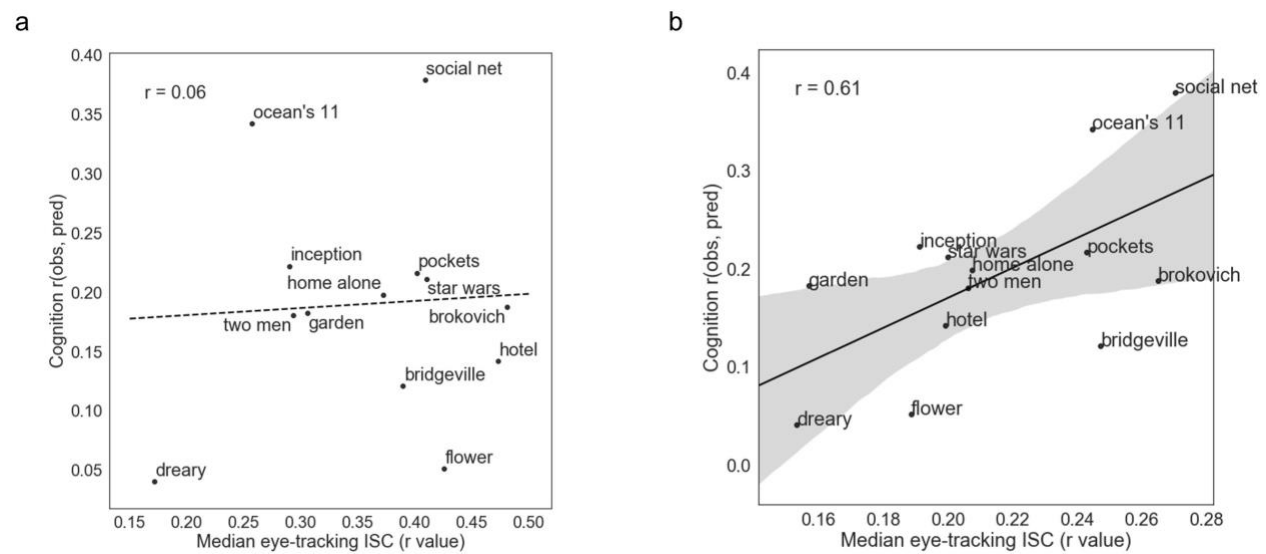 a
r = 0.06
social net
ocean's 11
inception
home alone
pockets
star wars
two men
garden
brokovich
hotel
bridgeville
flower
dreary
0.40
0.35
0.30
0.25
0.20
0.15
0.10
0.05
Cognition r(obs, pred)
0.15 0.20 0.25 0.30 0.35 0.40 0.45 0.50
Median eye-tracking ISC (r value)
b
r = 0.61
social net
ocean's 11
inception
star wars
home alone
two men
pockets
brokovich
garden
hotel
bridgeville
flower
dreary
0.4
0.3
0.2
0.1
0.0
Cognition r(obs, pred)
0.16 0.18 0.20 0.22 0.24 0.26 0.28
Median eye-tracking ISC (r value)